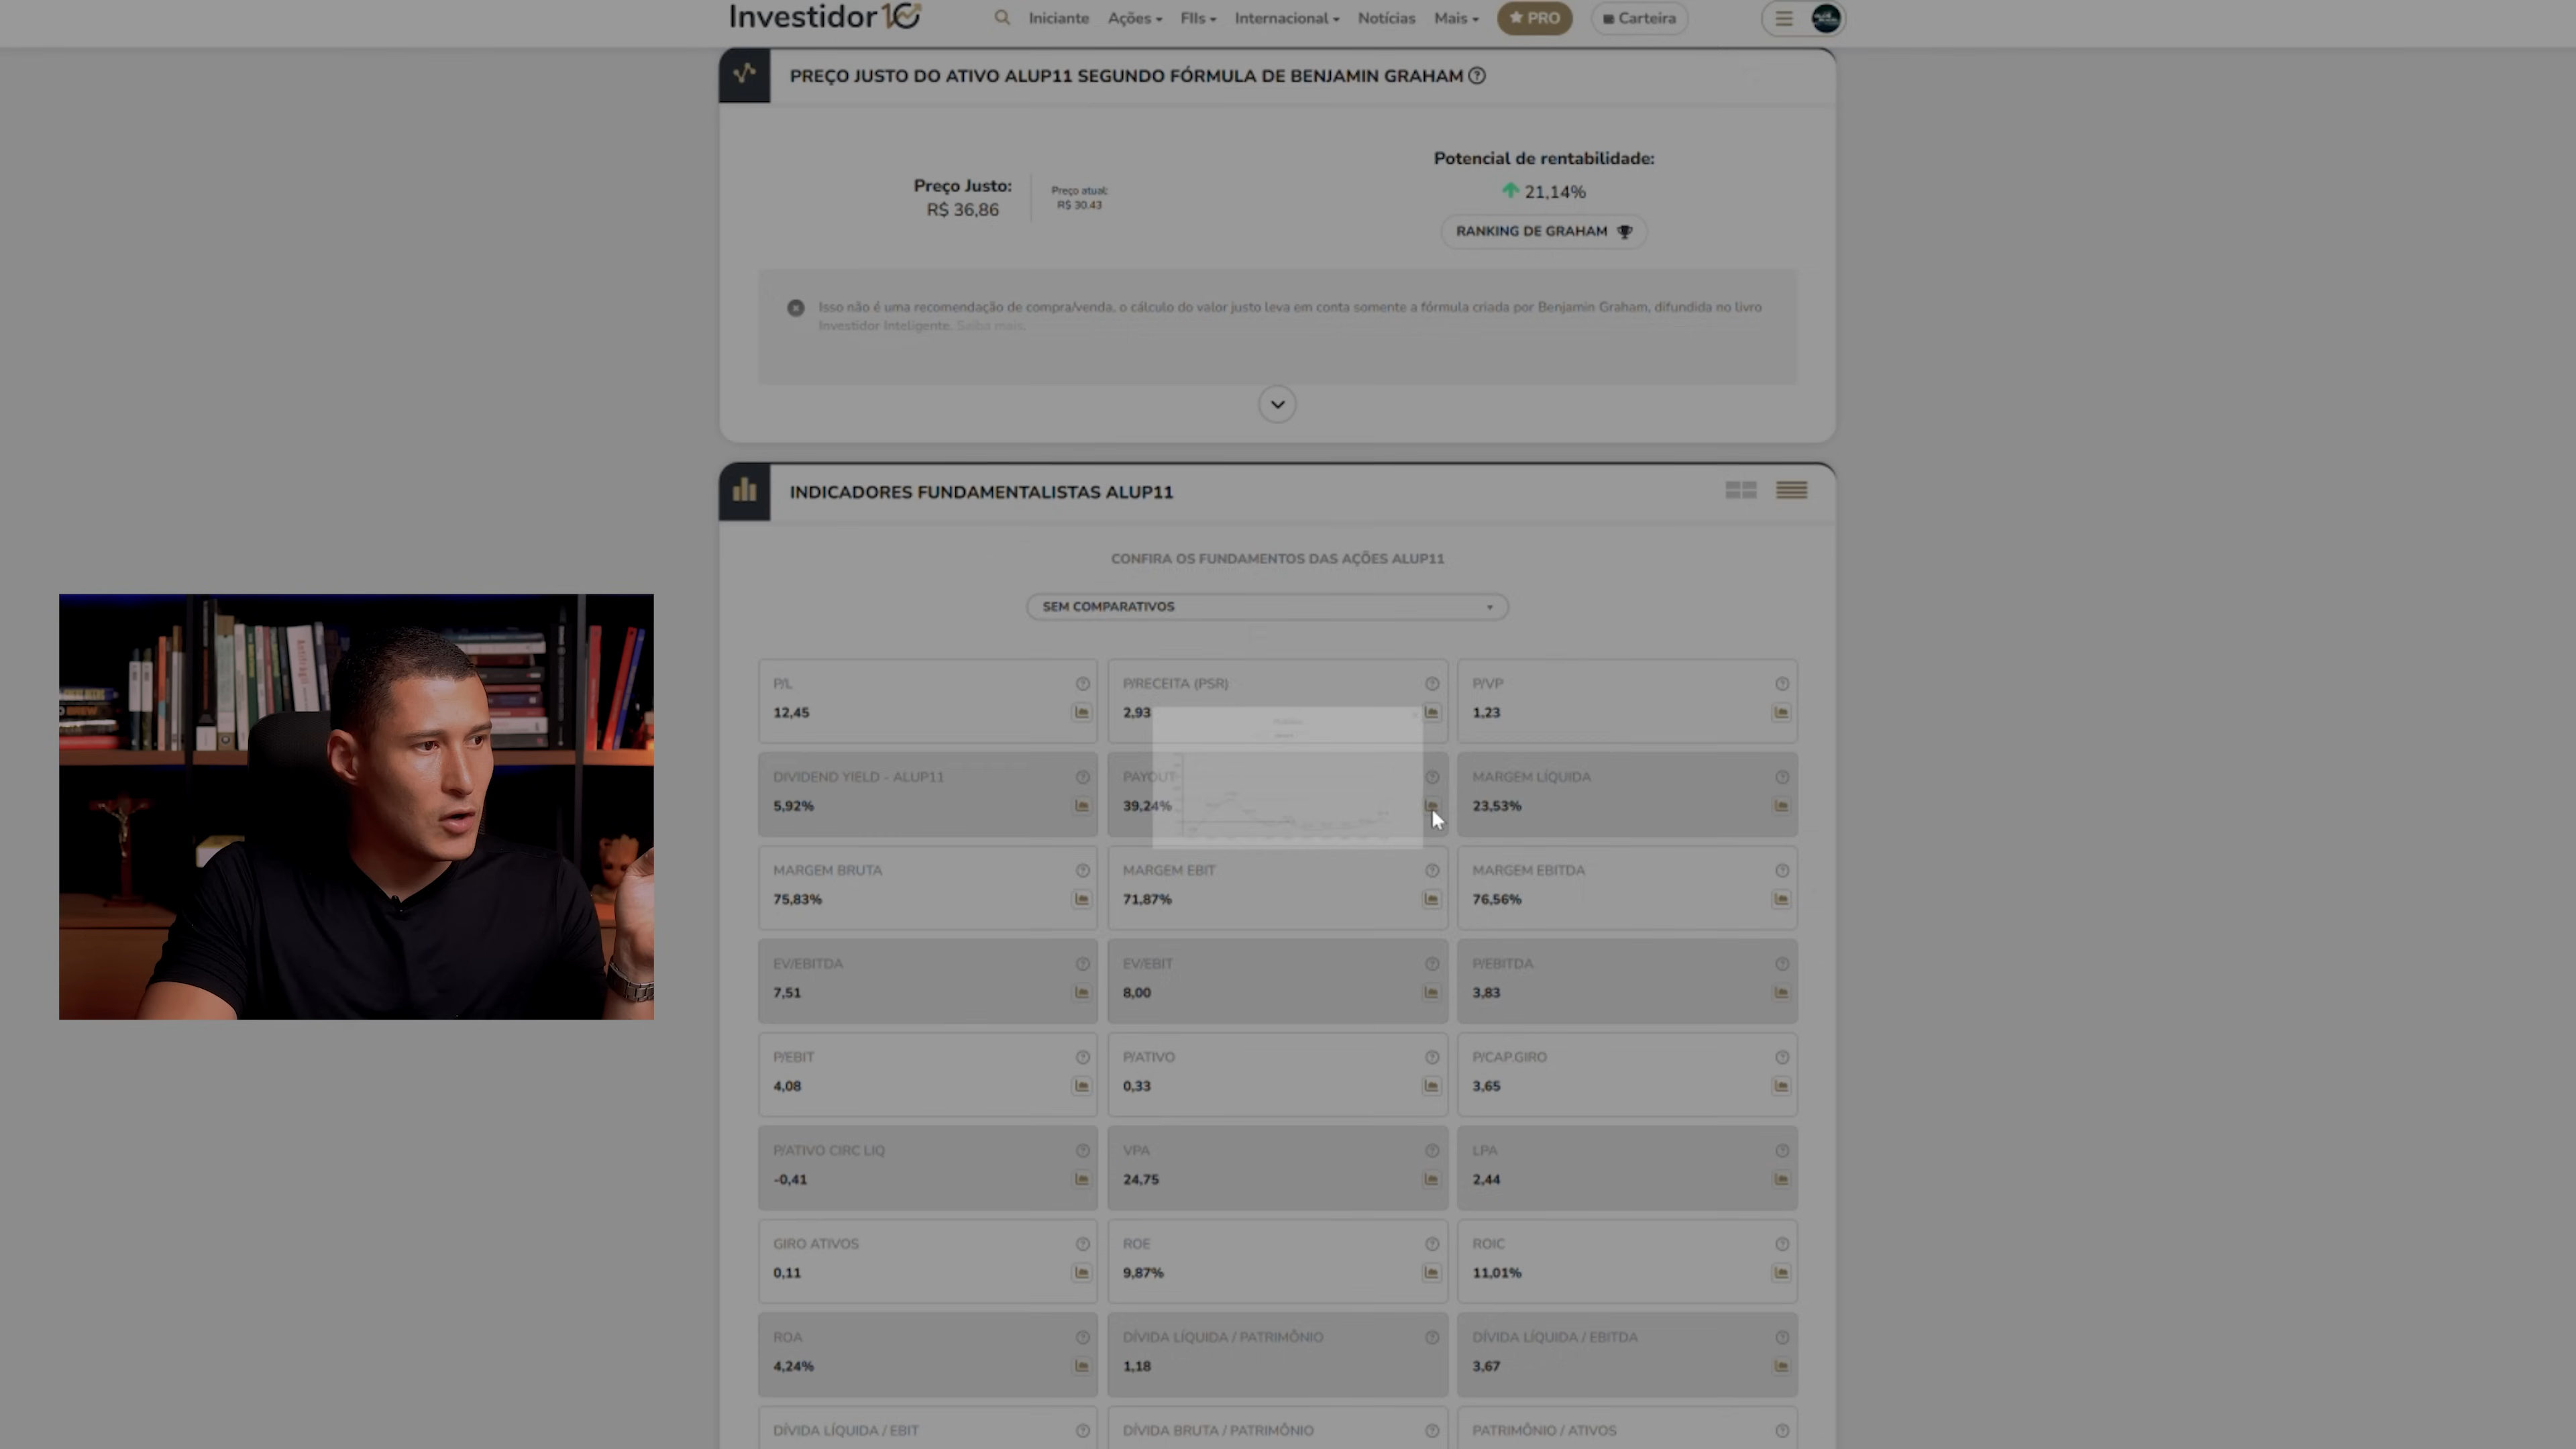 Investidor10
Iniciante
Ações
FIIs
Internacional
Notícias
Mais
PRO
Carteira
PREÇO JUSTO DO ATIVO ALUP11 SEGUNDO FÓRMULA DE BENJAMIN GRAHAM
Preço Justo:
R$ 36,86
Preço atual:
R$ 30.43
Potencial de rentabilidade:
21,14%
RANKING DE GRAHAM
Isso não é uma recomendação de compra/venda, o cálculo do valor justo leva em conta somente a fórmula criada por Benjamin Graham, difundida no livro
Investidor Inteligente. Saiba mais.
INDICADORES FUNDAMENTALISTAS ALUP11
CONFIRA OS FUNDAMENTOS DAS AÇÕES ALUP11
SEM COMPARATIVOS
P/L
12,45
P/RECEITA (PSR)
2,93
P/VP
1,23
DIVIDEND YIELD - ALUP11
5,92%
PAYOUT
39,24%
MARGEM LÍQUIDA
23,53%
MARGEM BRUTA
75,83%
MARGEM EBIT
71,87%
MARGEM EBITDA
76,56%
EV/EBITDA
7,51
EV/EBIT
8,00
P/EBITDA
3,83
P/EBIT
4,08
P/ATIVO
0,33
P/CAP.GIRO
3,65
P/ATIVO CIRC LIQ
-0,41
VPA
24,75
LPA
2,44
GIRO ATIVOS
0,11
ROE
9,87%
ROIC
11,01%
ROA
4,24%
DÍVIDA LÍQUIDA / PATRIMÔNIO
1,18
DÍVIDA LÍQUIDA / EBITDA
3,67
DÍVIDA LÍQUIDA / EBIT
DÍVIDA BRUTA / PATRIMÔNIO
PATRIMÔNIO / ATIVOS